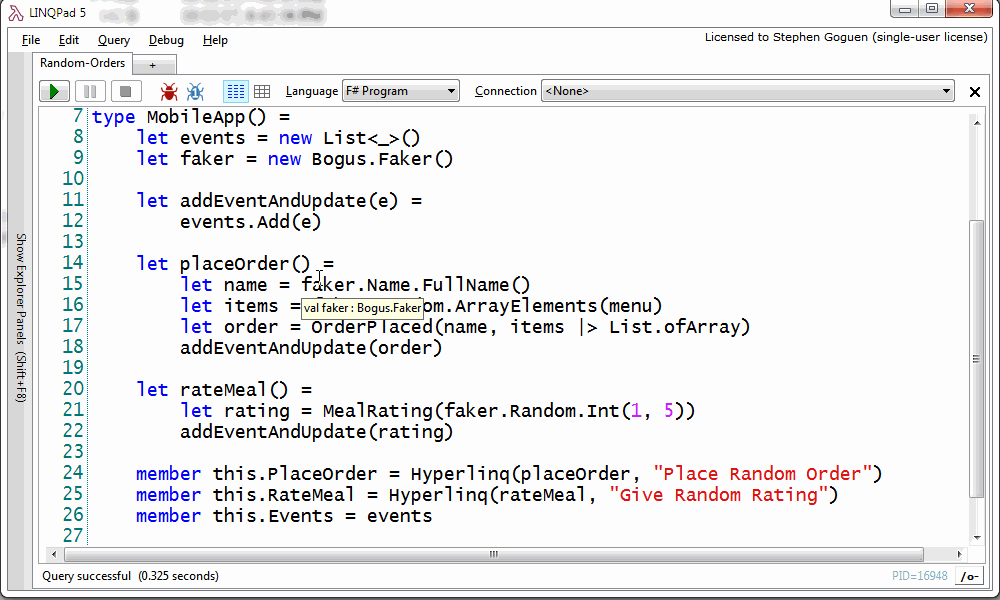 LINQPad 5
File Edit Query Debug Help
Licensed to Stephen Goguen (single-user license)
Random-Orders +
Language F# Program Connection <None>
Show Explorer Panels (Shift+F8)
7 type MobileApp() =
8 let events = new List<_>()
9 let faker = new Bogus.Faker()
10
11 let addEventAndUpdate(e) =
12 events.Add(e)
13
14 let placeOrder() =
15 let name = faker.Name.FullName()
16 let items = om.ArrayElements(menu)
val faker : Bogus.Faker
17 let order = OrderPlaced(name, items |> List.ofArray)
18 addEventAndUpdate(order)
19
20 let rateMeal() =
21 let rating = MealRating(faker.Random.Int(1, 5))
22 addEventAndUpdate(rating)
23
24 member this.PlaceOrder = Hyperlinq(placeOrder, "Place Random Order")
25 member this.RateMeal = Hyperlinq(rateMeal, "Give Random Rating")
26 member this.Events = events
27
Query successful (0.325 seconds)
PID=16948 /o-